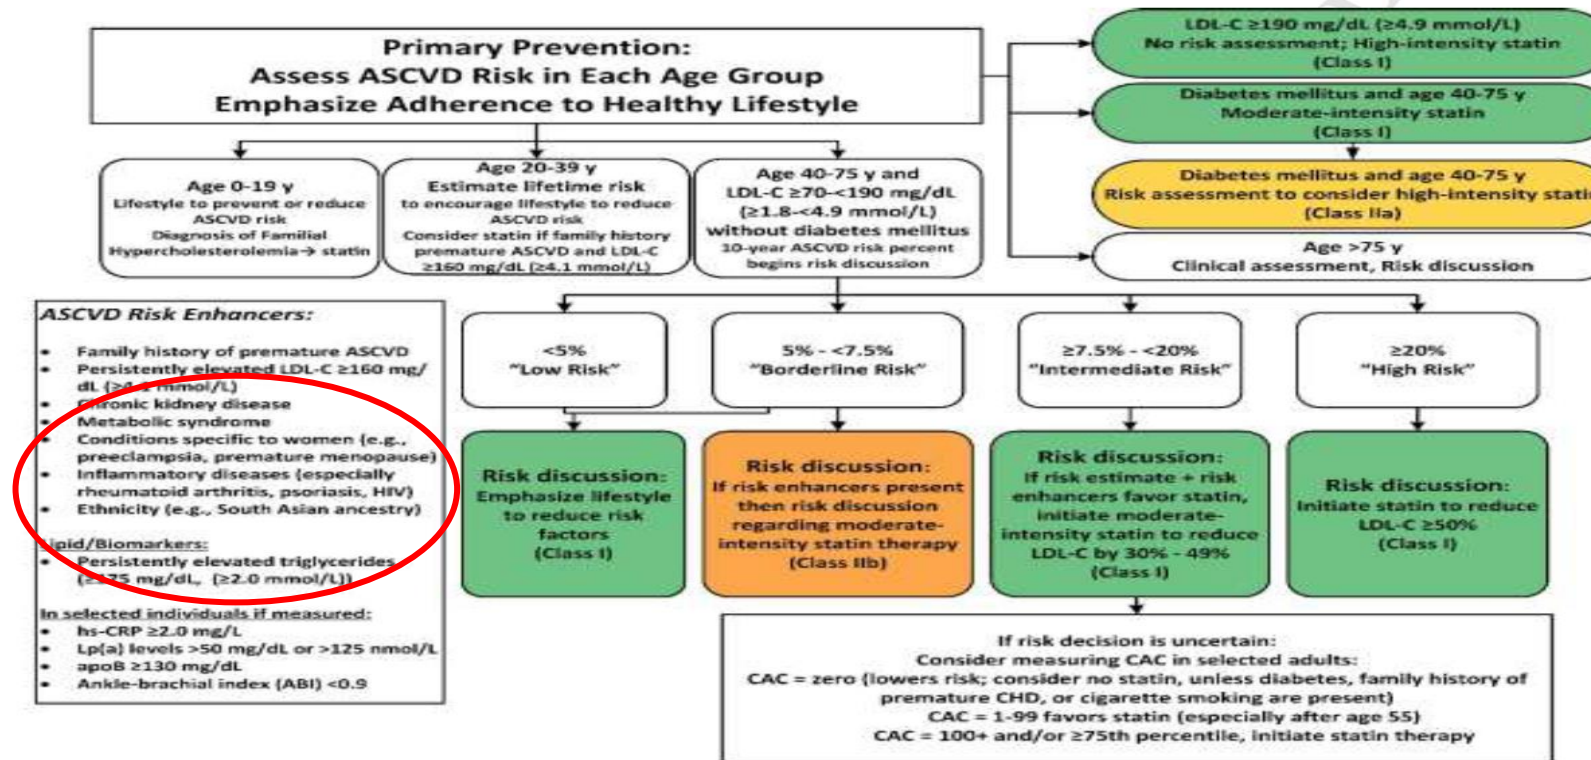 Primary Prevention:
Assess ASCVD Risk in Each Age Group
Emphasize Adherence to Healthy Lifestyle
LDL-C ≥190 mg/dL (≥4.9 mmol/L)
No risk assessment; High-intensity statin
(Class I)
Diabetes mellitus and age 40-75 y
Moderate-intensity statin
(Class I)
Diabetes mellitus and age 40-75 y
Risk assessment to consider high-intensity statin
(Class IIa)
Age >75 y
Clinical assessment, Risk discussion
Age 0-19 y
Lifestyle to prevent or reduce
ASCVD risk
Diagnosis of Familial
Hypercholesterolemia→ statin
Age 20-39 y
Estimate lifetime risk
to encourage lifestyle to reduce
ASCVD risk
Consider statin if family history
premature ASCVD and LDL-C
≥160 mg/dL (≥4.1 mmol/L)
Age 40-75 y and
LDL-C ≥70-<190 mg/dL
(≥1.8-<4.9 mmol/L)
without diabetes mellitus
10-year ASCVD risk percent
begins risk discussion
ASCVD Risk Enhancers:
• Family history of premature ASCVD
• Persistently elevated LDL-C ≥160 mg/
dL (≥4.1 mmol/L)
• Chronic kidney disease
• Metabolic syndrome
• Conditions specific to women (e.g.,
preeclampsia, premature menopause)
• Inflammatory diseases (especially
rheumatoid arthritis, psoriasis, HIV)
• Ethnicity (e.g., South Asian ancestry)
Lipid/Biomarkers:
• Persistently elevated triglycerides
(≥175 mg/dL, (≥2.0 mmol/L))
In selected individuals if measured:
• hs-CRP ≥2.0 mg/L
• Lp(a) levels >50 mg/dL or >125 nmol/L
• apoB ≥130 mg/dL
• Ankle-brachial index (ABI) <0.9
<5%
"Low Risk"
5% - <7.5%
"Borderline Risk"
≥7.5% - <20%
"Intermediate Risk"
≥20%
"High Risk"
Risk discussion:
Emphasize lifestyle
to reduce risk
factors
(Class I)
Risk discussion:
If risk enhancers present
then risk discussion
regarding moderate-
intensity statin therapy
(Class IIb)
Risk discussion:
If risk estimate + risk
enhancers favor statin,
initiate moderate-
intensity statin to reduce
LDL-C by 30% - 49%
(Class I)
Risk discussion:
Initiate statin to reduce
LDL-C ≥50%
(Class I)
If risk decision is uncertain:
Consider measuring CAC in selected adults:
CAC = zero (lowers risk; consider no statin, unless diabetes, family history of
premature CHD, or cigarette smoking are present)
CAC = 1-99 favors statin (especially after age 55)
CAC = 100+ and/or ≥75th percentile, initiate statin therapy